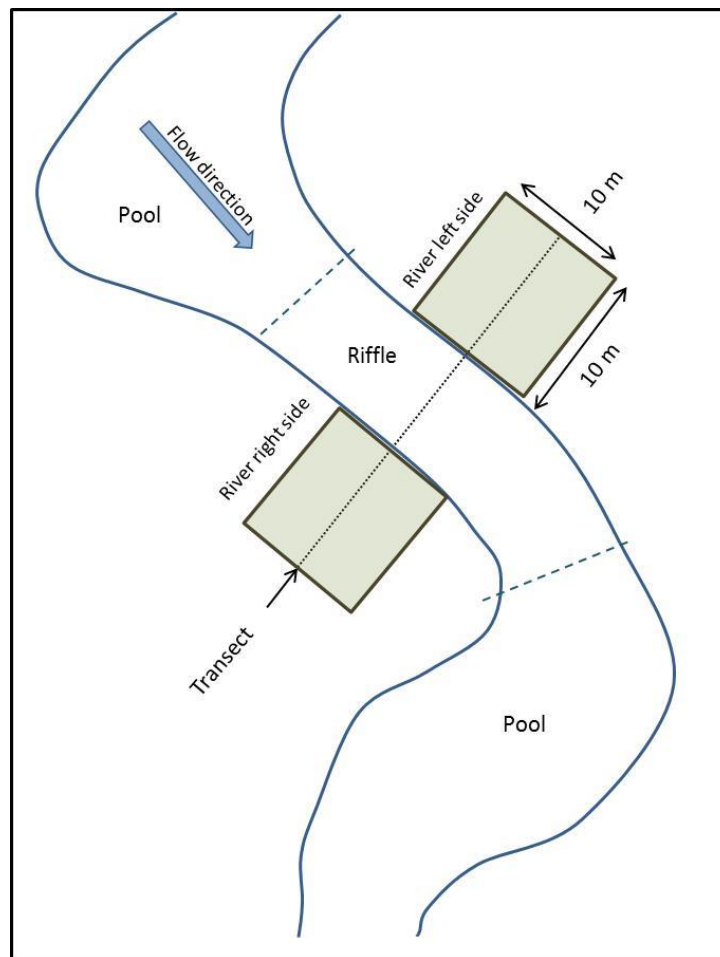 Flow direction
Pool
River left side
10 m
Riffle
10 m
River right side
Transect
Pool